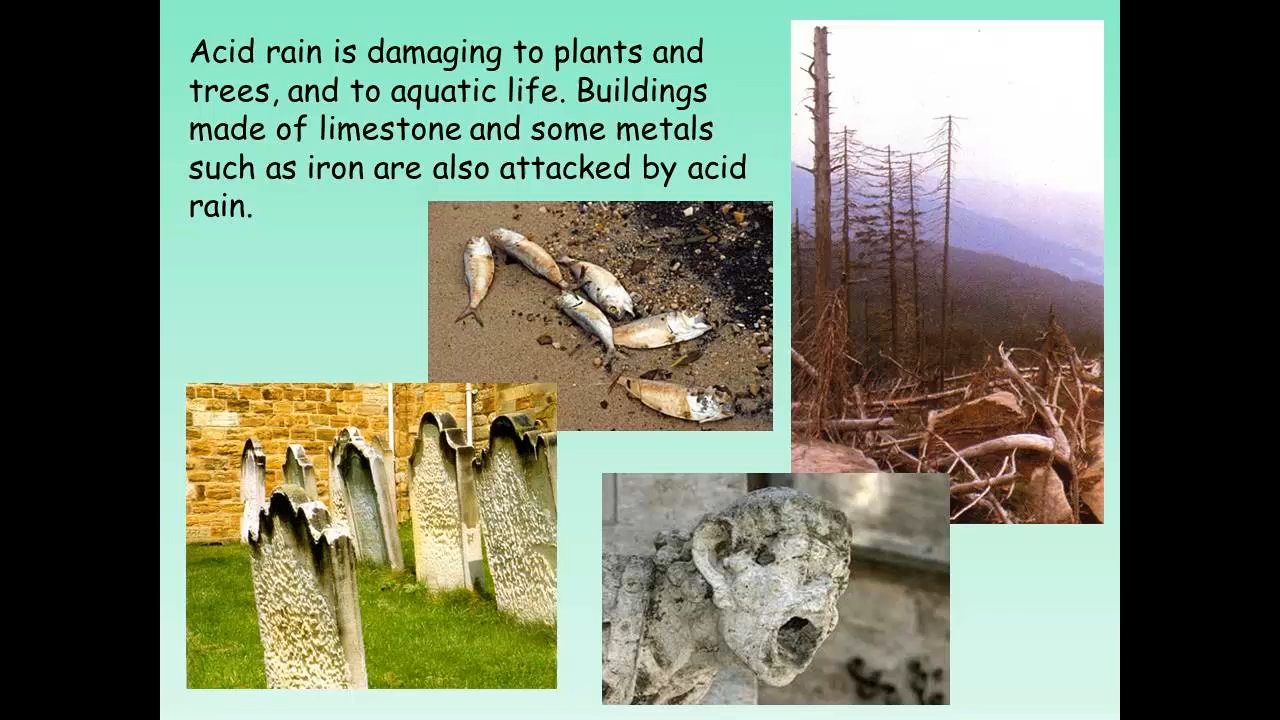 Acid rain is damaging to plants and
trees, and to aquatic life. Buildings
made of limestone and some metals
such as iron are also attacked by acid
rain.